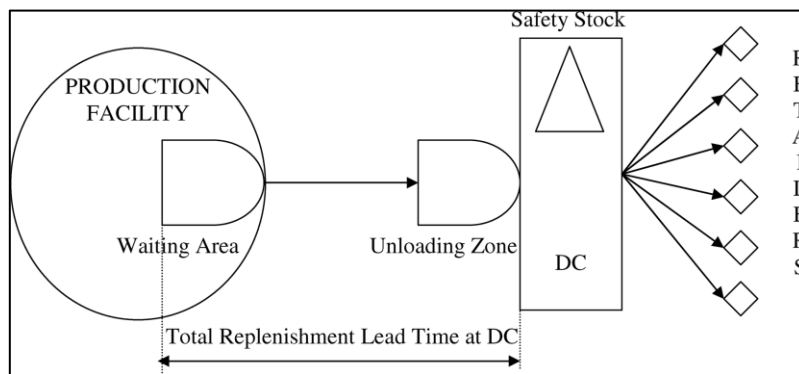 Safety Stock
PRODUCTION
FACILITY
Waiting Area
Unloading Zone
DC
Total Replenishment Lead Time at DC